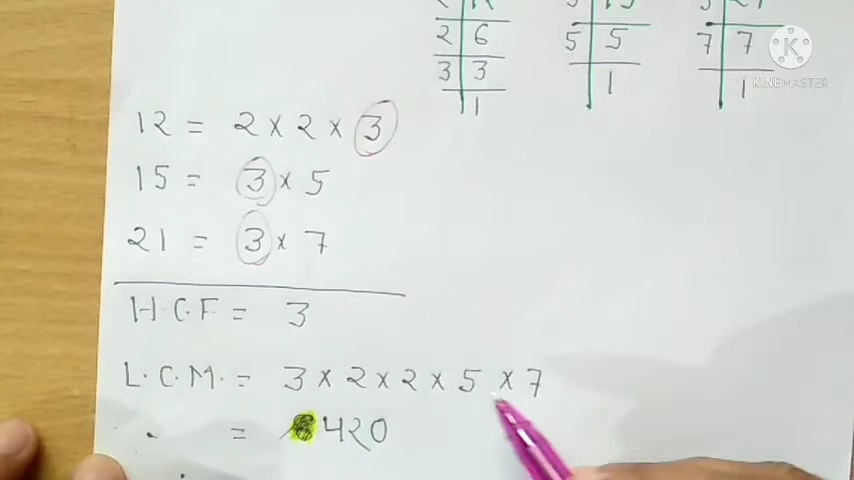 2 6
5 5
7 7
3 3
1
1
1
KINEMASTER
12 = 2 x 2 x 3
15 = 3 x 5
21 = 3 x 7
H.C.F = 3
L.C.M. = 3 x 2 x 2 x 5 x 7
= 420